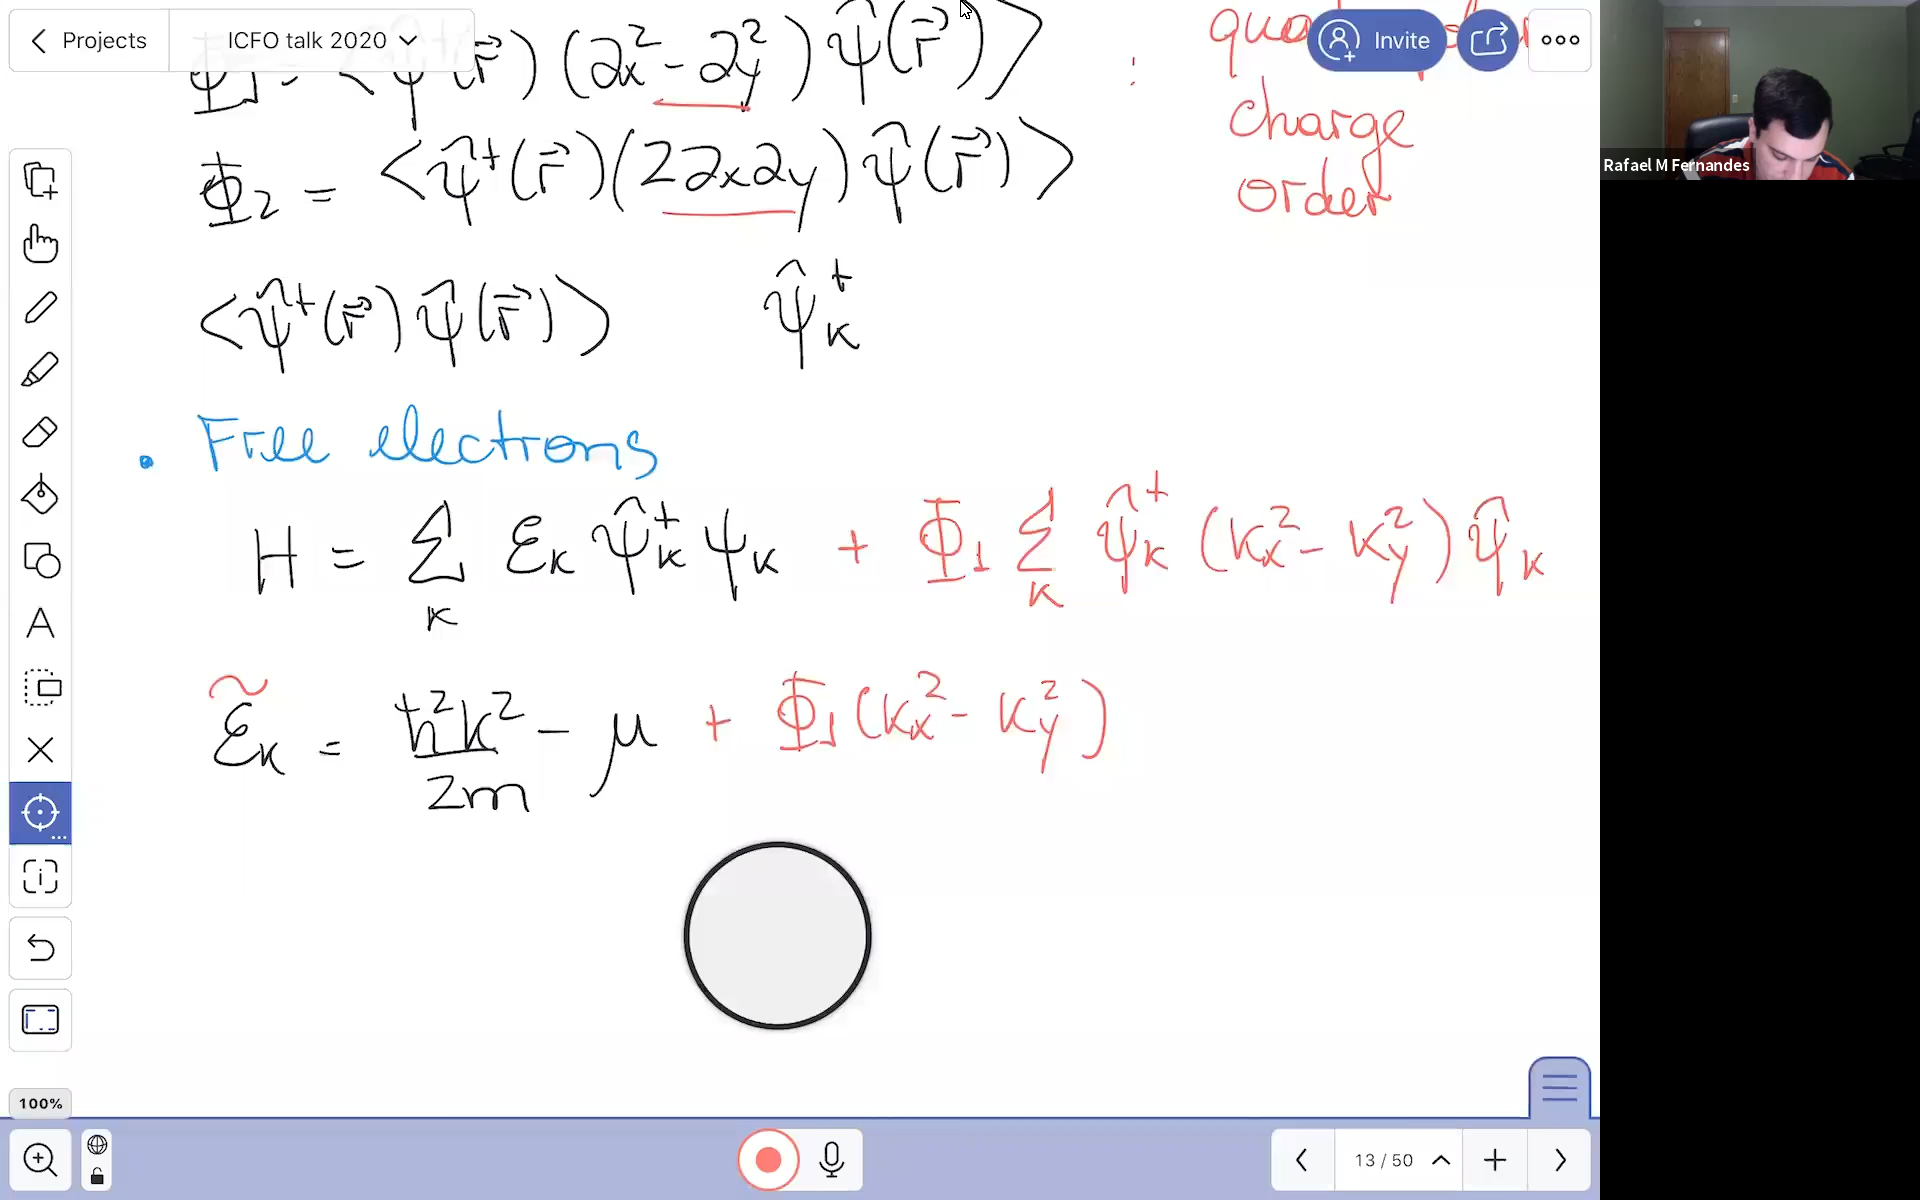 Projects
ICFO talk 2020
Invite
Φ₁ = <ψ̂⁺(r⃗)(∂x² - ∂y²)ψ̂(r⃗)> :
charge
Φ₂ = <ψ̂⁺(r⃗)(2∂x∂y)ψ̂(r⃗)>
order
<ψ̂⁺(r⃗)ψ̂(r⃗)> ψ̂ₖ⁺
• Free electrons
H = Σₖ εₖ ψ̂ₖ⁺ψₖ + Φ₁ Σₖ ψ̂ₖ⁺ (kx² - ky²) ψ̂ₖ
ε̃ₖ = ħ²k²/2m - μ + Φ₁(kx² - ky²)
A
100%
13 / 50
Rafael M Fernandes